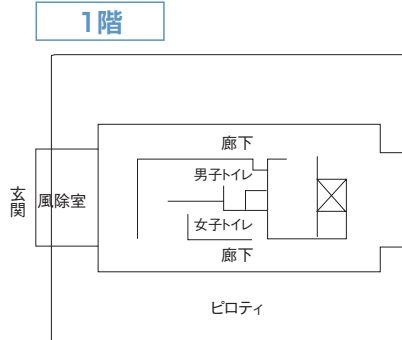 1階
廊下
男子トイレ
玄関
風除室
女子トイレ
廊下
ピロティ